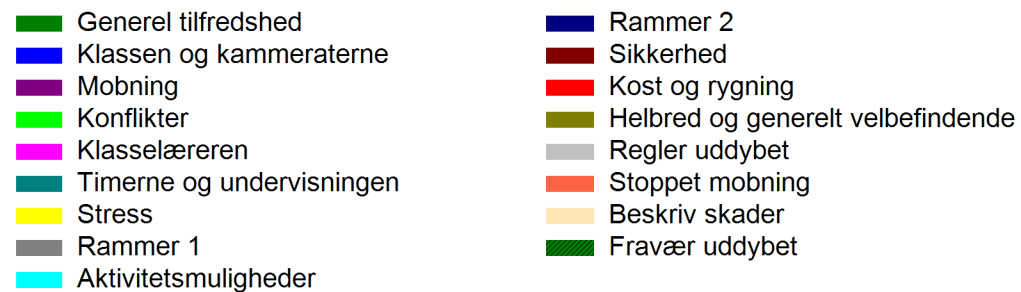 Generel tilfredshed
Klassen og kammeraterne
Mobning
Konflikter
Klasselæreren
Timerne og undervisningen
Stress
Rammer 1
Aktivitetsmuligheder
Rammer 2
Sikkerhed
Kost og rygning
Helbred og generelt velbefindende
Regler uddybet
Stoppet mobning
Beskriv skader
Fravær uddybet